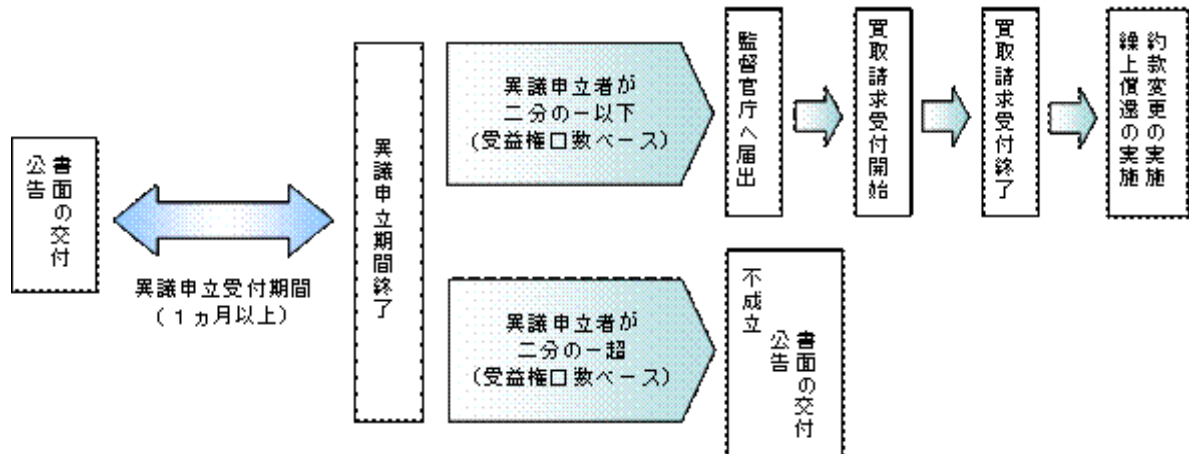 書面の交付
公告
異議申立受付期間
（１ヵ月以上）
異議申立期間終了
異議申立者が
二分の一以下
（受益権口数ベース）
監督官庁へ届出
買取請求受付開始
買取請求受付終了
約款変更の実施
繰上償還の実施
異議申立者が
二分の一超
（受益権口数ベース）
不成立
書面の交付
公告